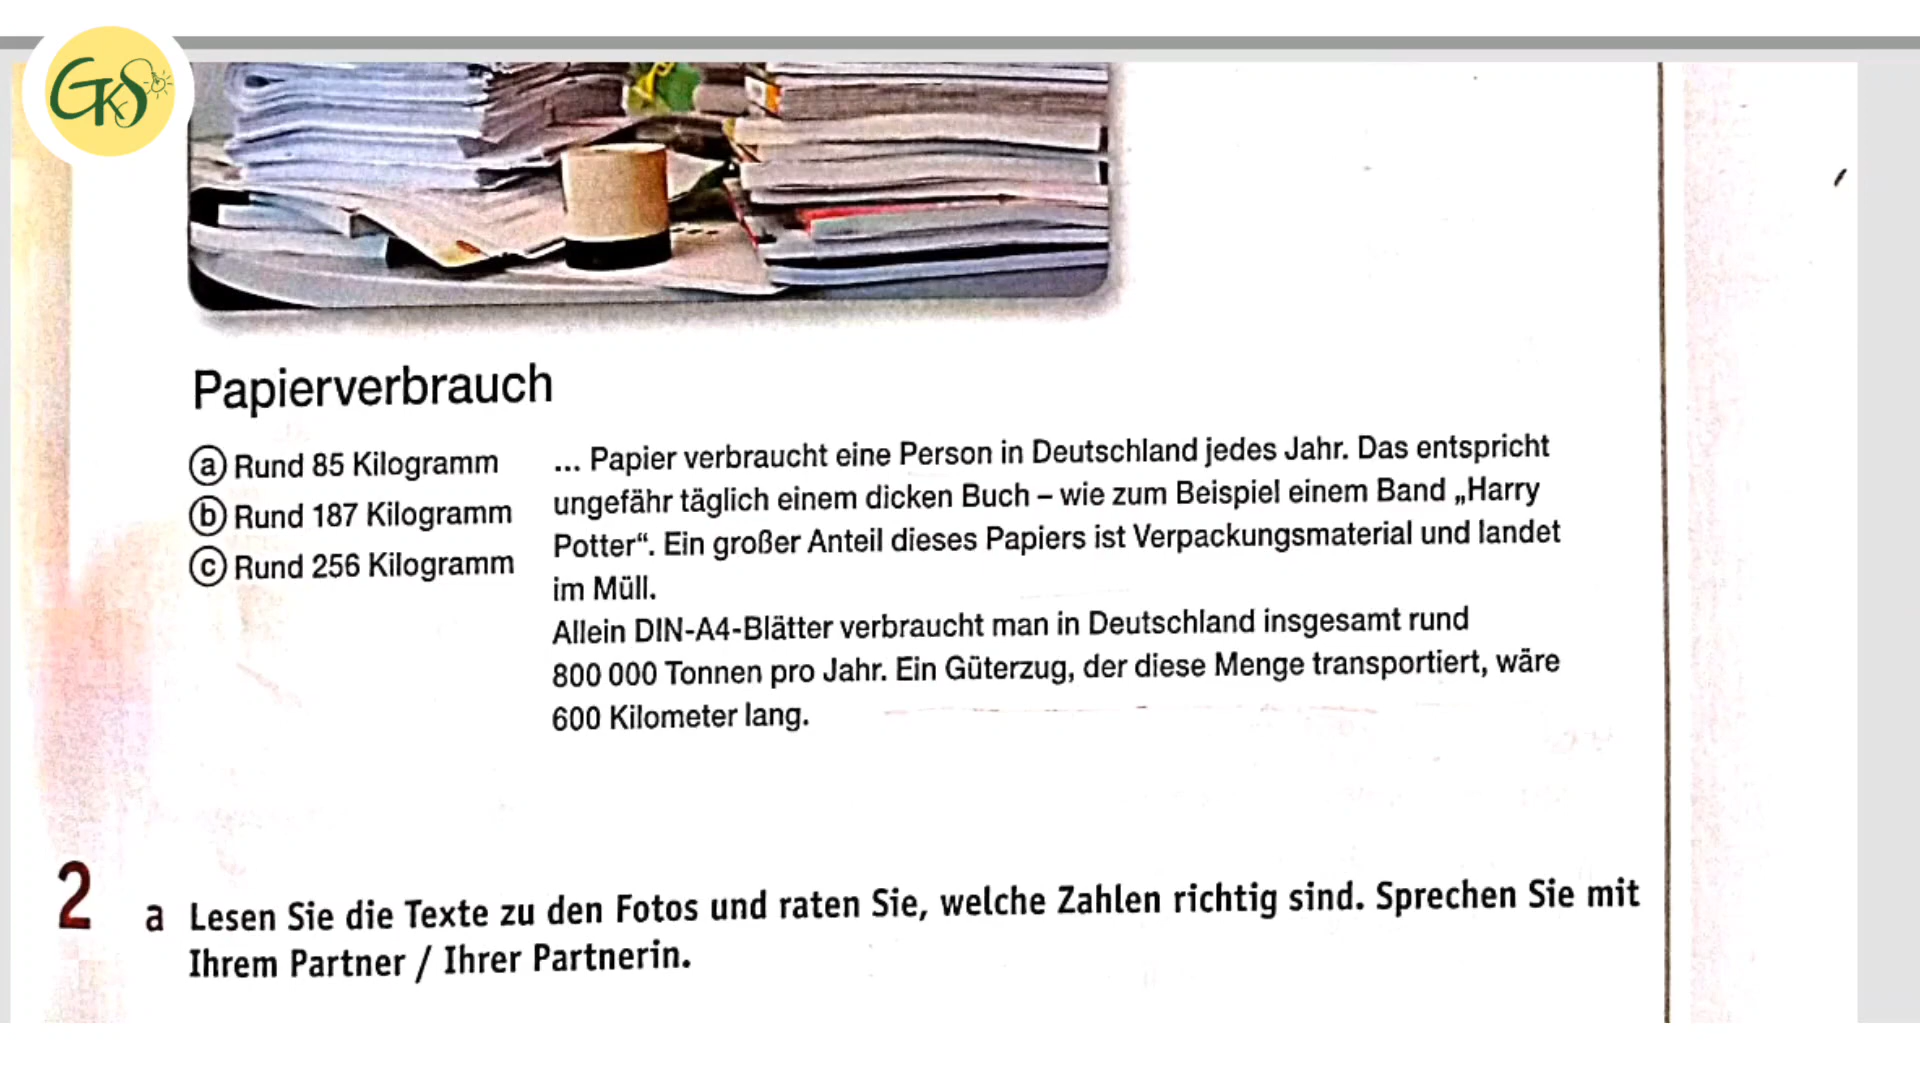 GKS
Papierverbrauch
ⓐ Rund 85 Kilogramm
ⓑ Rund 187 Kilogramm
ⓒ Rund 256 Kilogramm
... Papier verbraucht eine Person in Deutschland jedes Jahr. Das entspricht
ungefähr täglich einem dicken Buch – wie zum Beispiel einem Band „Harry
Potter“. Ein großer Anteil dieses Papiers ist Verpackungsmaterial und landet
im Müll.
Allein DIN-A4-Blätter verbraucht man in Deutschland insgesamt rund
800 000 Tonnen pro Jahr. Ein Güterzug, der diese Menge transportiert, wäre
600 Kilometer lang.
2 a Lesen Sie die Texte zu den Fotos und raten Sie, welche Zahlen richtig sind. Sprechen Sie mit
Ihrem Partner / Ihrer Partnerin.